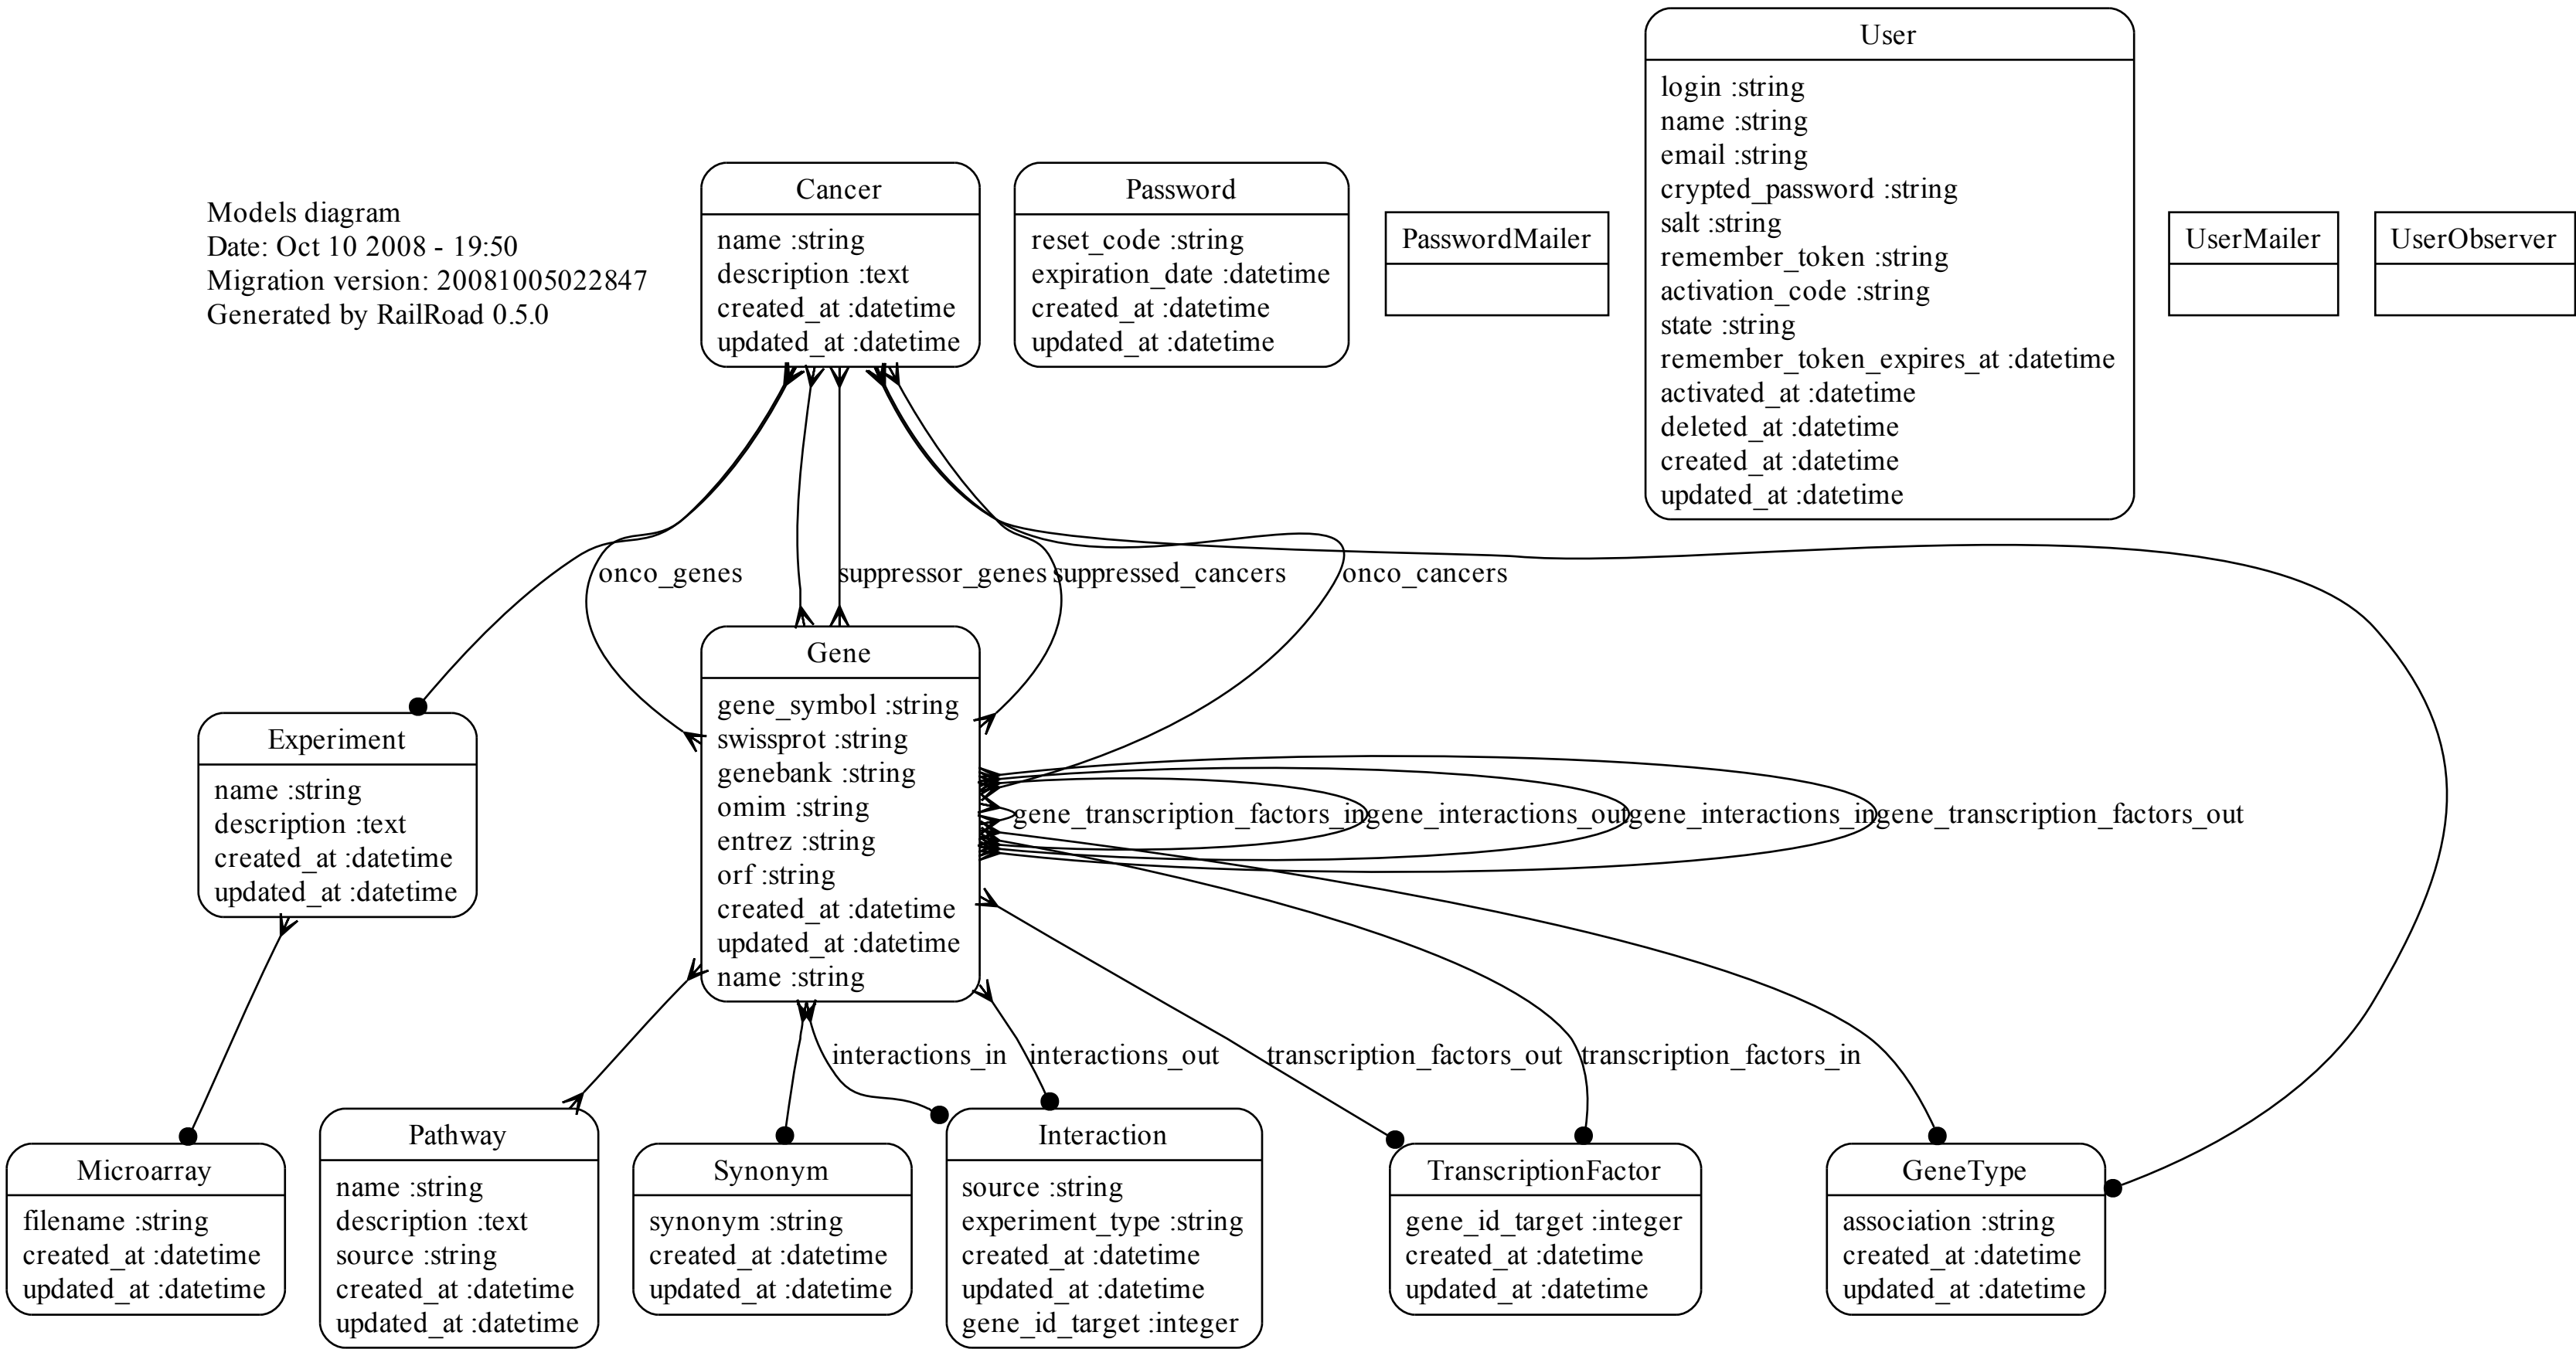 Models diagram
Date: Oct 10 2008 - 19:50
Migration version: 20081005022847
Generated by RailRoad 0.5.0
Cancer
name :string
description :text
created_at :datetime
updated_at :datetime
Password
reset_code :string
expiration_date :datetime
created_at :datetime
updated_at :datetime
PasswordMailer
User
login :string
name :string
email :string
crypted_password :string
salt :string
remember_token :string
activation_code :string
state :string
remember_token_expires_at :datetime
activated_at :datetime
deleted_at :datetime
created_at :datetime
updated_at :datetime
UserMailer
UserObserver
onco_genes
suppressor_genes
suppressed_cancers
onco_cancers
Gene
gene_symbol :string
swissprot :string
genebank :string
omim :string
entrez :string
orf :string
created_at :datetime
updated_at :datetime
name :string
gene_transcription_factors_in
gene_interactions_out
gene_interactions_in
gene_transcription_factors_out
Experiment
name :string
description :text
created_at :datetime
updated_at :datetime
interactions_in
interactions_out
transcription_factors_out
transcription_factors_in
Microarray
filename :string
created_at :datetime
updated_at :datetime
Pathway
name :string
description :text
source :string
created_at :datetime
updated_at :datetime
Synonym
synonym :string
created_at :datetime
updated_at :datetime
Interaction
source :string
experiment_type :string
created_at :datetime
updated_at :datetime
gene_id_target :integer
TranscriptionFactor
gene_id_target :integer
created_at :datetime
updated_at :datetime
GeneType
association :string
created_at :datetime
updated_at :datetime